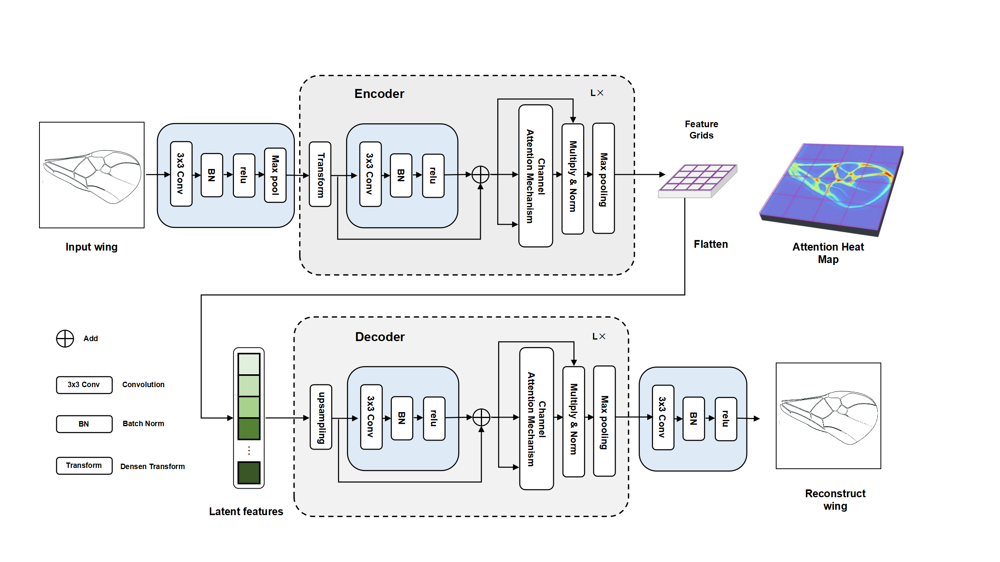 Encoder
L×
Feature
Grids
3x3 Conv
BN
relu
Max pool
Transform
3x3 Conv
BN
relu
Channel
Attention Mechanism
Multiply & Norm
Max pooling
Input wing
Flatten
Attention Heat
Map
Decoder
L×
Add
3x3 Conv
Convolution
BN
Batch Norm
Transform
Densen Transform
...
Latent features
upsampling
3x3 Conv
BN
relu
Channel
Attention Mechanism
Multiply & Norm
Max pooling
3x3 Conv
BN
relu
Reconstruct
wing